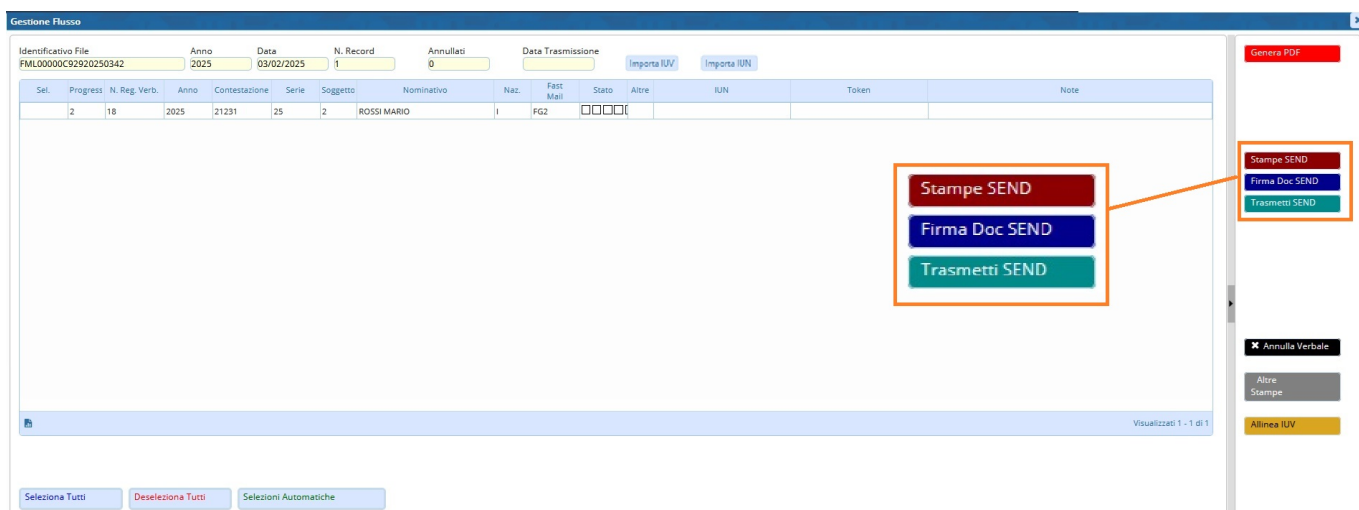 Gestione Flusso
Identificativo File Anno Data N. Record Annullati Data Trasmissione
FML00000C92920250342 2025 03/02/2025 1 0 Importa IUV Importa IUN
Sel. Progress N. Reg. Verb. Anno Contestazione Serie Soggetto Nominativo Naz. Fast Mail Stato Altre IUN Token Note
2 18 2025 21231 25 2 ROSSI MARIO I FG2
Genera PDF
Stampe SEND
Firma Doc SEND
Trasmetti SEND
Stampe SEND
Firma Doc SEND
Trasmetti SEND
Annulla Verbale
Altre
Stampe
Allinea IUV
Visualizzati 1 - 1 di 1
Seleziona Tutti Deseleziona Tutti Selezioni Automatiche